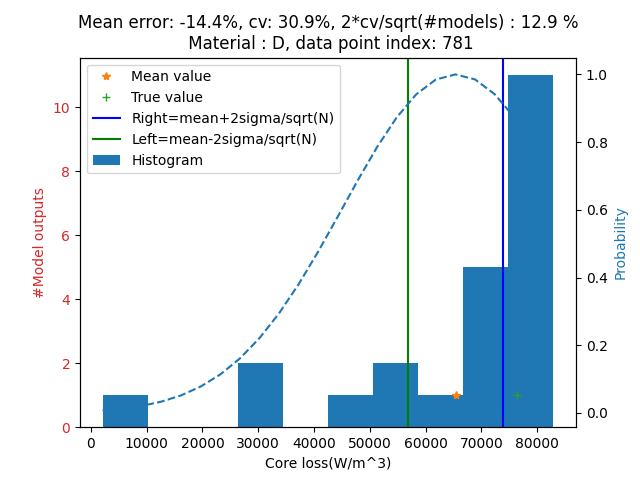 Mean error: -14.4%, cv: 30.9%, 2*cv/sqrt(#models) : 12.9 %
Material : D, data point index: 781
Mean value
True value
Right=mean+2sigma/sqrt(N)
Left=mean-2sigma/sqrt(N)
Histogram
#Model outputs
10
8
6
4
2
0
1.0
0.8
0.6
0.4
0.2
0.0
Probability
0 10000 20000 30000 40000 50000 60000 70000 80000
Core loss(W/m^3)